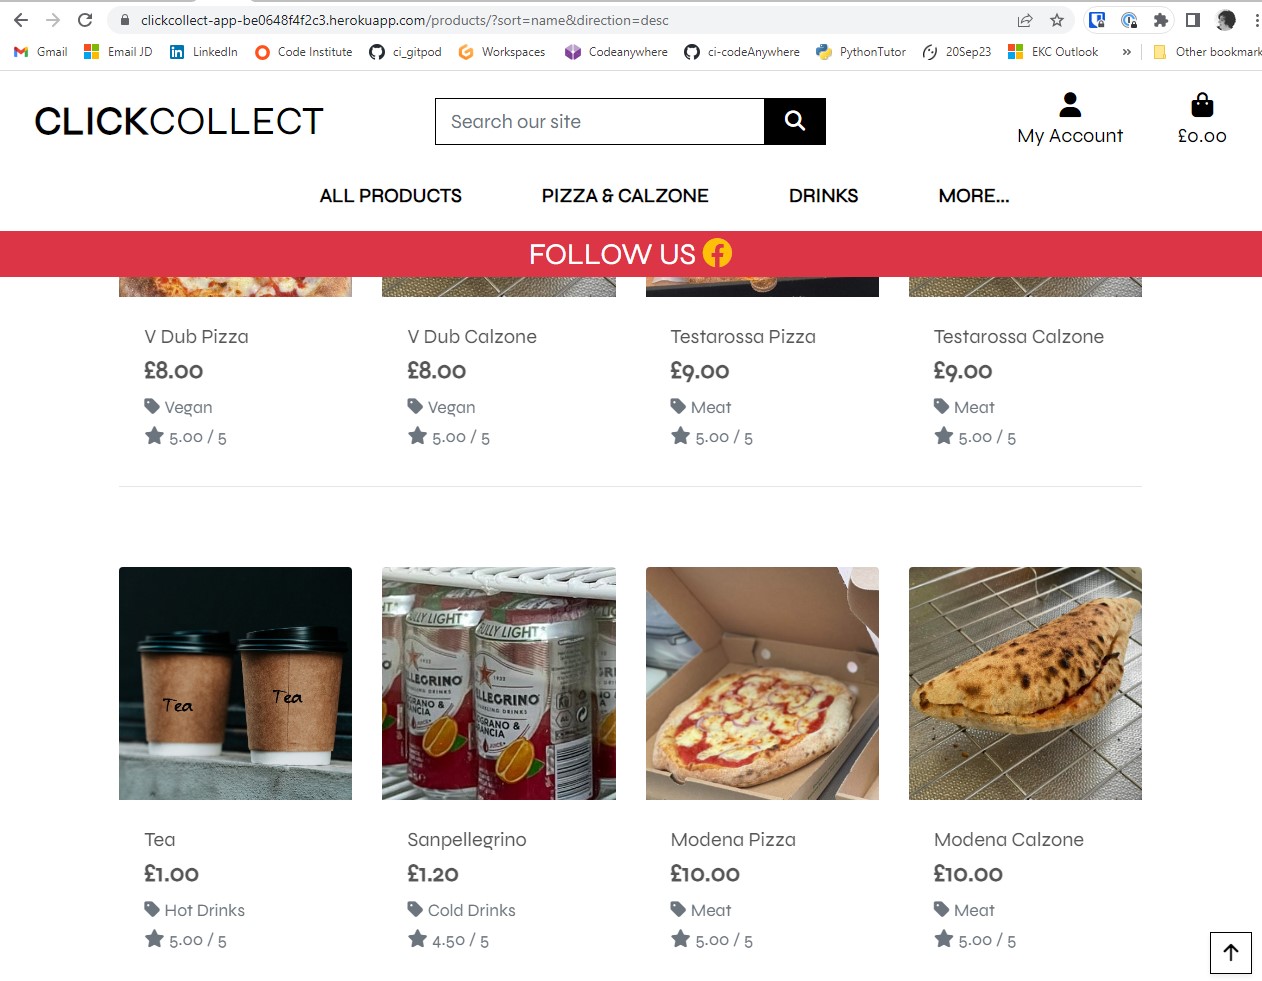 clickcollect-app-be0648f4f2c3.herokuapp.com/products/?sort=name&direction=desc
Gmail Email JD LinkedIn Code Institute ci_gitpod Workspaces Codeanywhere ci-codeAnywhere PythonTutor 20Sep23 EKC Outlook » Other bookmark
CLICKCOLLECT
Search our site
My Account
£0.00
ALL PRODUCTS PIZZA & CALZONE DRINKS MORE...
FOLLOW US
V Dub Pizza
£8.00
Vegan
5.00 / 5
V Dub Calzone
£8.00
Vegan
5.00 / 5
Testarossa Pizza
£9.00
Meat
5.00 / 5
Testarossa Calzone
£9.00
Meat
5.00 / 5
Tea
Tea
FULLY LIGHT
1932
LLEGRINO
Tea
£1.00
Hot Drinks
5.00 / 5
Sanpellegrino
£1.20
Cold Drinks
4.50 / 5
Modena Pizza
£10.00
Meat
5.00 / 5
Modena Calzone
£10.00
Meat
5.00 / 5